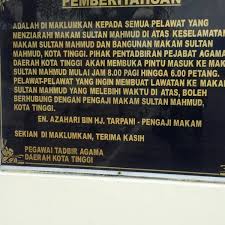 PEMBERITAHUAN
ADALAH DI MAKLUMKAN KEPADA SEMUA PELAWAT YANG
MENZIARAHI MAKAM SULTAN MAHMUD DI ATAS KESELAMATAN
MAKAM SULTAN MAHMUD DAN BANGUNAN MAKAM SULTAN
MAHMUD, KOTA TINGGI. PIHAK PENTADBIRAN PEJABAT AGAMA
DAERAH KOTA TINGGI AKAN MEMBUKA PINTU MASUK KE MAKAM
SULTAN MAHMUD MULAI JAM 8.00 PAGI HINGGA 6.00 PETANG.
PELAWAT-PELAWAT YANG INGIN MEMBUAT LAWATAN KE MAKAM
SULTAN MAHMUD YANG MELEBIHI WAKTU DI ATAS, BOLEH
BERHUBUNG DENGAN PENGAJI MAKAM SULTAN MAHMUD,
EN. AZAHARI BIN HJ. TARPANI - PENGAJI MAKAM
SEKIAN DI MAKLUMKAN, TERIMA KASIH
PEGAWAI TADBIR AGAMA
DAERAH KOTA TINGGI